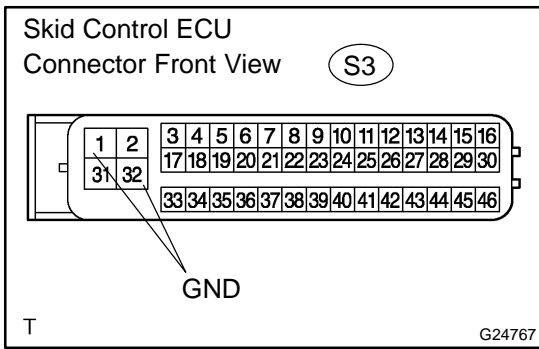 Skid Control ECU
Connector Front View S3
1 2 3 4 5 6 7 8 9 10 11 12 13 14 15 16
17 18 19 20 21 22 23 24 25 26 27 28 29 30
31 32
33 34 35 36 37 38 39 40 41 42 43 44 45 46
GND
T G24767